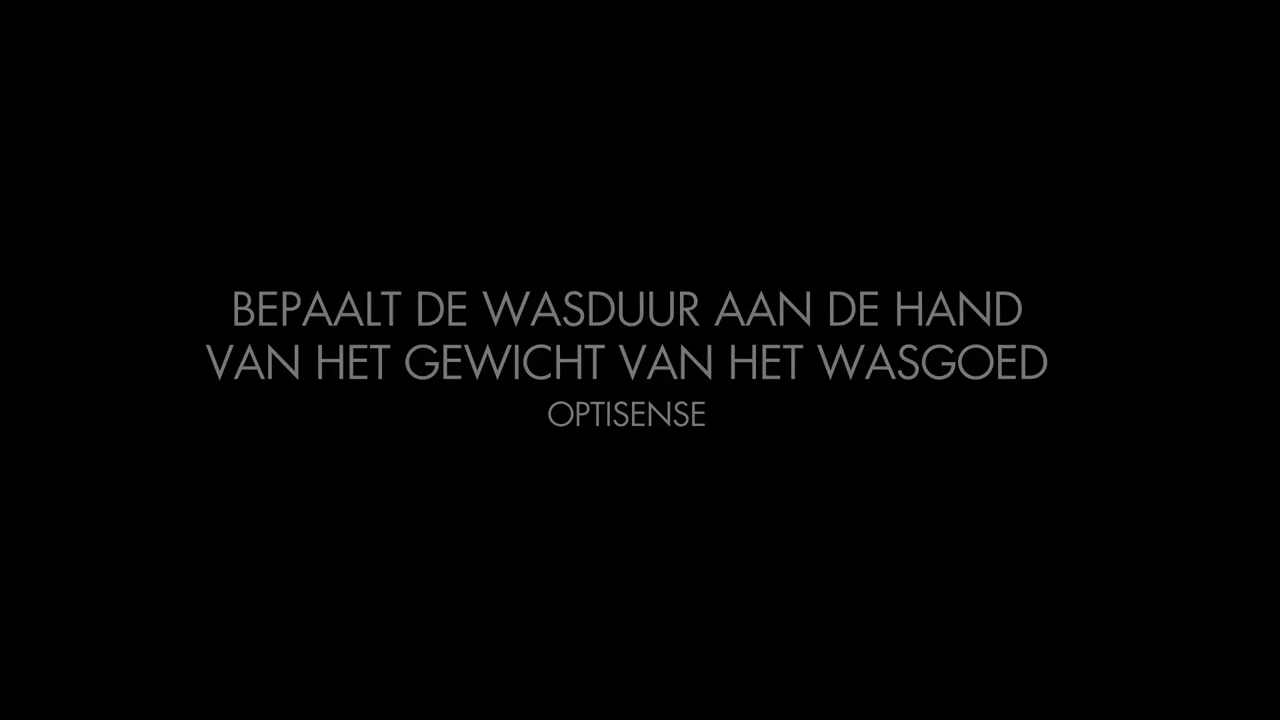 BEPAALT DE WASDUUR AAN DE HAND
VAN HET GEWICHT VAN HET WASGOED
OPTISENSE